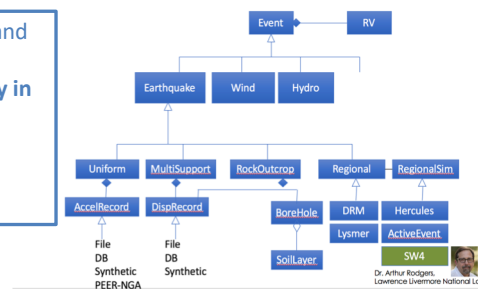 and
y in
Event RV
Earthquake Wind Hydro
Uniform MultiSupport RockOutcrop Regional RegionalSim
AccelRecord DispRecord BoreHole DRM Hercules
Lysmer ActiveEvent
File File
DB DB SoilLayer SW4
Synthetic Synthetic
PEER-NGA
Dr. Arthur Rodgers,
Lawrence Livermore National La